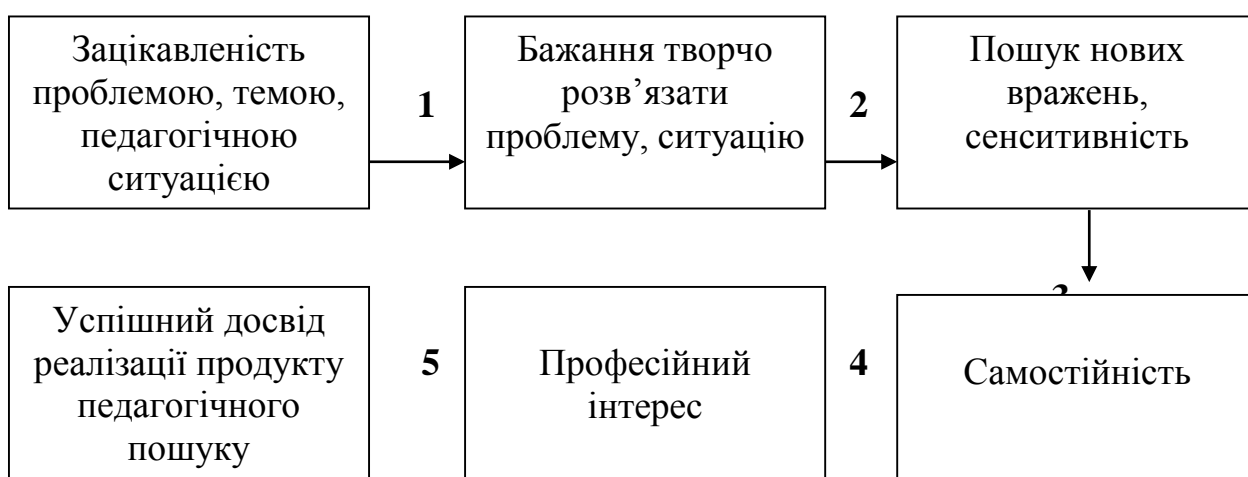 Зацікавленість
проблемою, темою,
педагогічною
ситуацією
1
Бажання творчо
розв’язати
проблему, ситуацію
2
Пошук нових
вражень,
сенситивність
3
Успішний досвід
реалізації продукту
педагогічного
пошуку
5
Професійний
інтерес
4
Самостійність